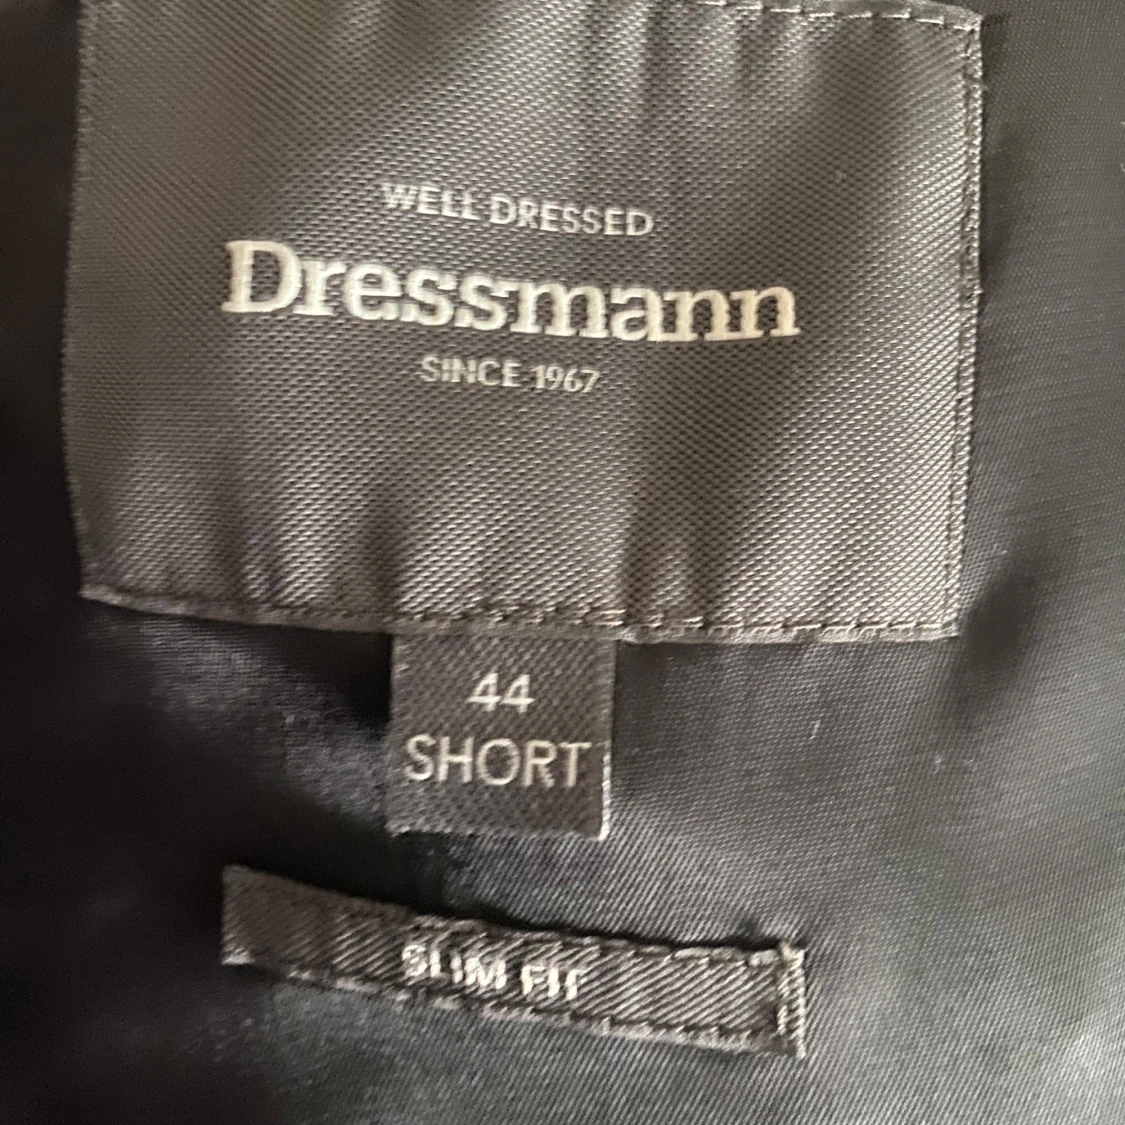 WELL DRESSED
Dressmann
SINCE 1967
44
SHORT
SLIM FIT